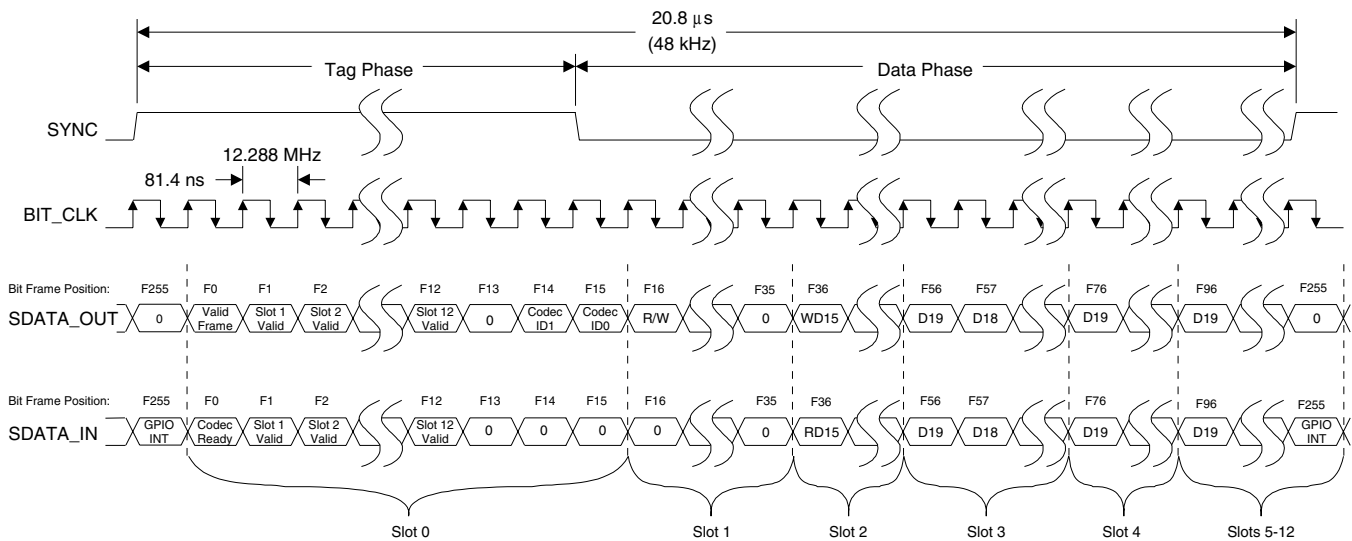 20.8 µs
(48 kHz)
Tag Phase
Data Phase
SYNC
12.288 MHz
81.4 ns
BIT_CLK
Bit Frame Position: F255 F0 F1 F2 F12 F13 F14 F15 F16 F35 F36 F56 F57 F76 F96 F255
SDATA_OUT 0 Valid Frame Slot 1 Valid Slot 2 Valid Slot 12 Valid 0 Codec ID1 Codec ID0 R/W 0 WD15 D19 D18 D19 D19 0
Bit Frame Position: F255 F0 F1 F2 F12 F13 F14 F15 F16 F35 F36 F56 F57 F76 F96 F255
SDATA_IN GPIO INT Codec Ready Slot 1 Valid Slot 2 Valid Slot 12 Valid 0 0 0 0 0 RD15 D19 D18 D19 D19 GPIO INT
Slot 0 Slot 1 Slot 2 Slot 3 Slot 4 Slots 5-12